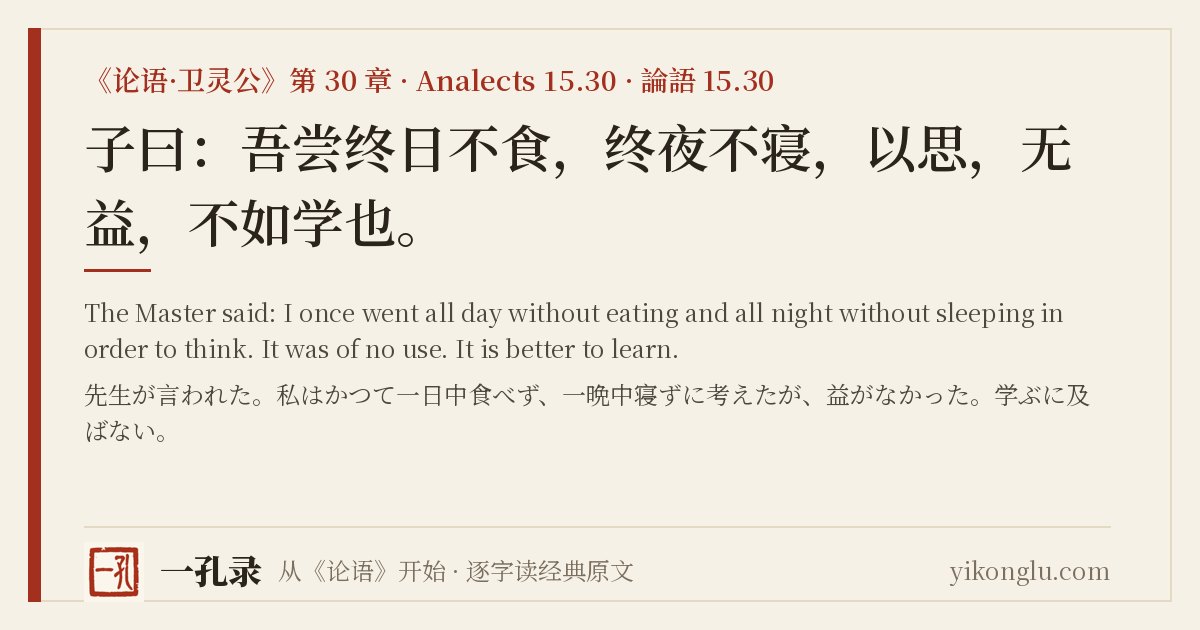 《论语·卫灵公》第 30 章 · Analects 15.30 · 論語 15.30
子曰：吾尝终日不食，终夜不寝，以思，无
益，不如学也。
The Master said: I once went all day without eating and all night without sleeping in
order to think. It was of no use. It is better to learn.
先生が言われた。私はかつて一日中食べず、一晩中寝ずに考えたが、益がなかった。学ぶに及
ばない。
一孔
一孔录
从《论语》开始 · 逐字读经典原文
yikonglu.com